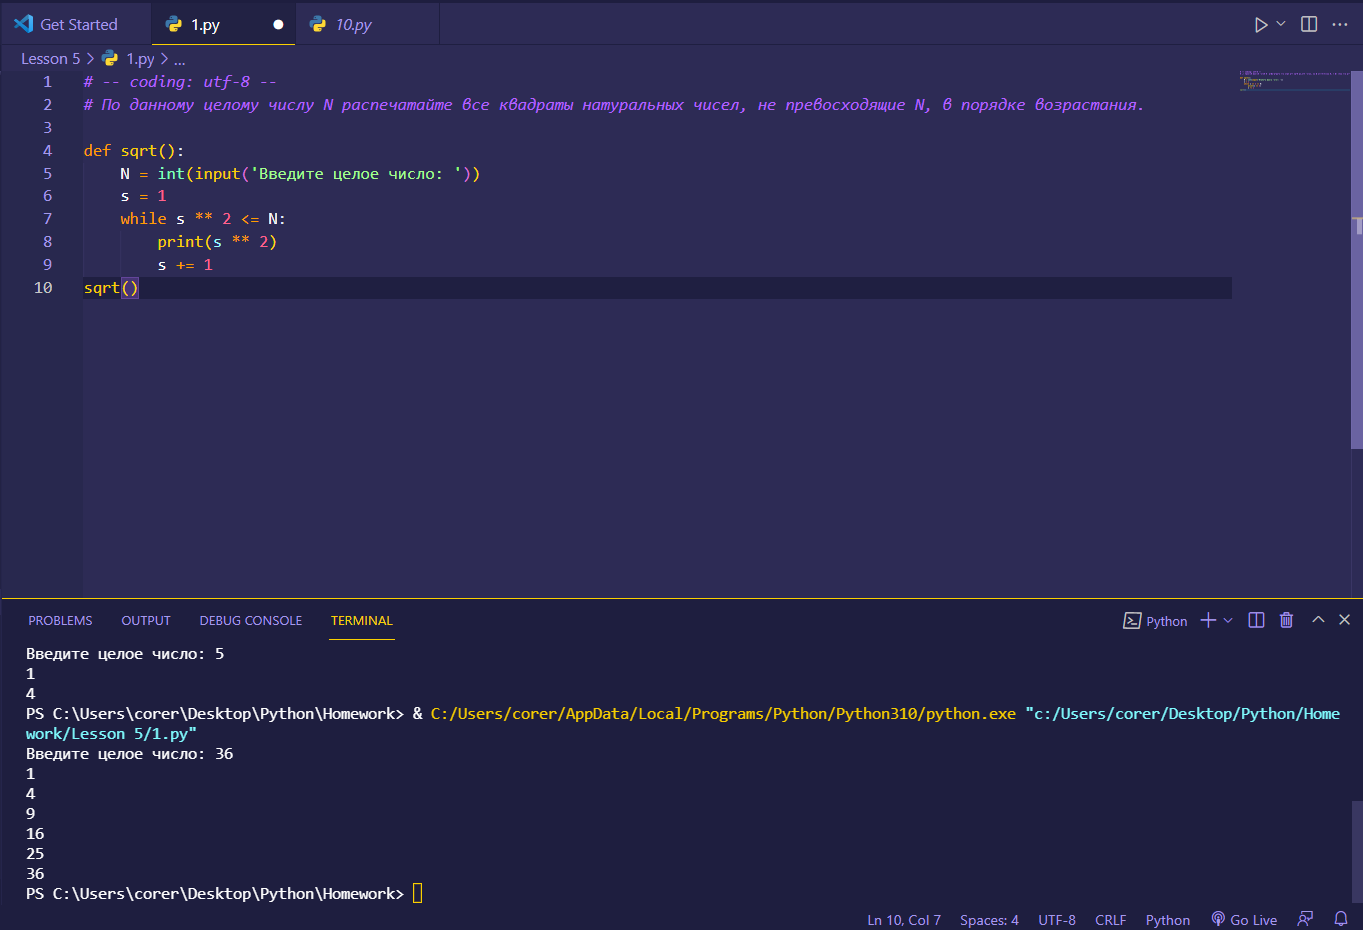 Get Started
1.py
10.py
Lesson 5 > 1.py > ...
1 # -- coding: utf-8 --
2 # По данному целому числу N распечатайте все квадраты натуральных чисел, не превосходящие N, в порядке возрастания.
3
4 def sqrt():
5     N = int(input('Введите целое число: '))
6     s = 1
7     while s ** 2 <= N:
8         print(s ** 2)
9         s += 1
10 sqrt()
PROBLEMS OUTPUT DEBUG CONSOLE TERMINAL Python
Введите целое число: 5
1
4
PS C:\Users\corer\Desktop\Python\Homework> & C:/Users/corer/AppData/Local/Programs/Python/Python310/python.exe "c:/Users/corer/Desktop/Python/Home
work/Lesson 5/1.py"
Введите целое число: 36
1
4
9
16
25
36
PS C:\Users\corer\Desktop\Python\Homework>
Ln 10, Col 7 Spaces: 4 UTF-8 CRLF Python Go Live